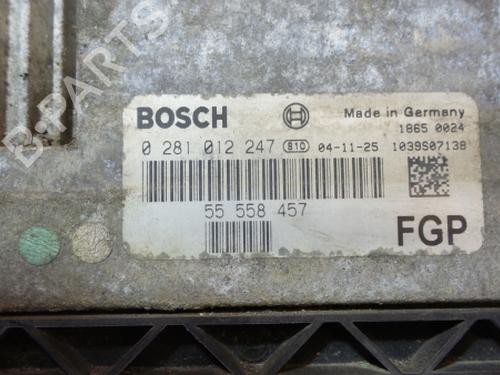 BOSCH
Made in Germany
1865 0024
0 281 012 247 810 04-11-25 1039S07138
55 558 457
FGP
B-PARTS